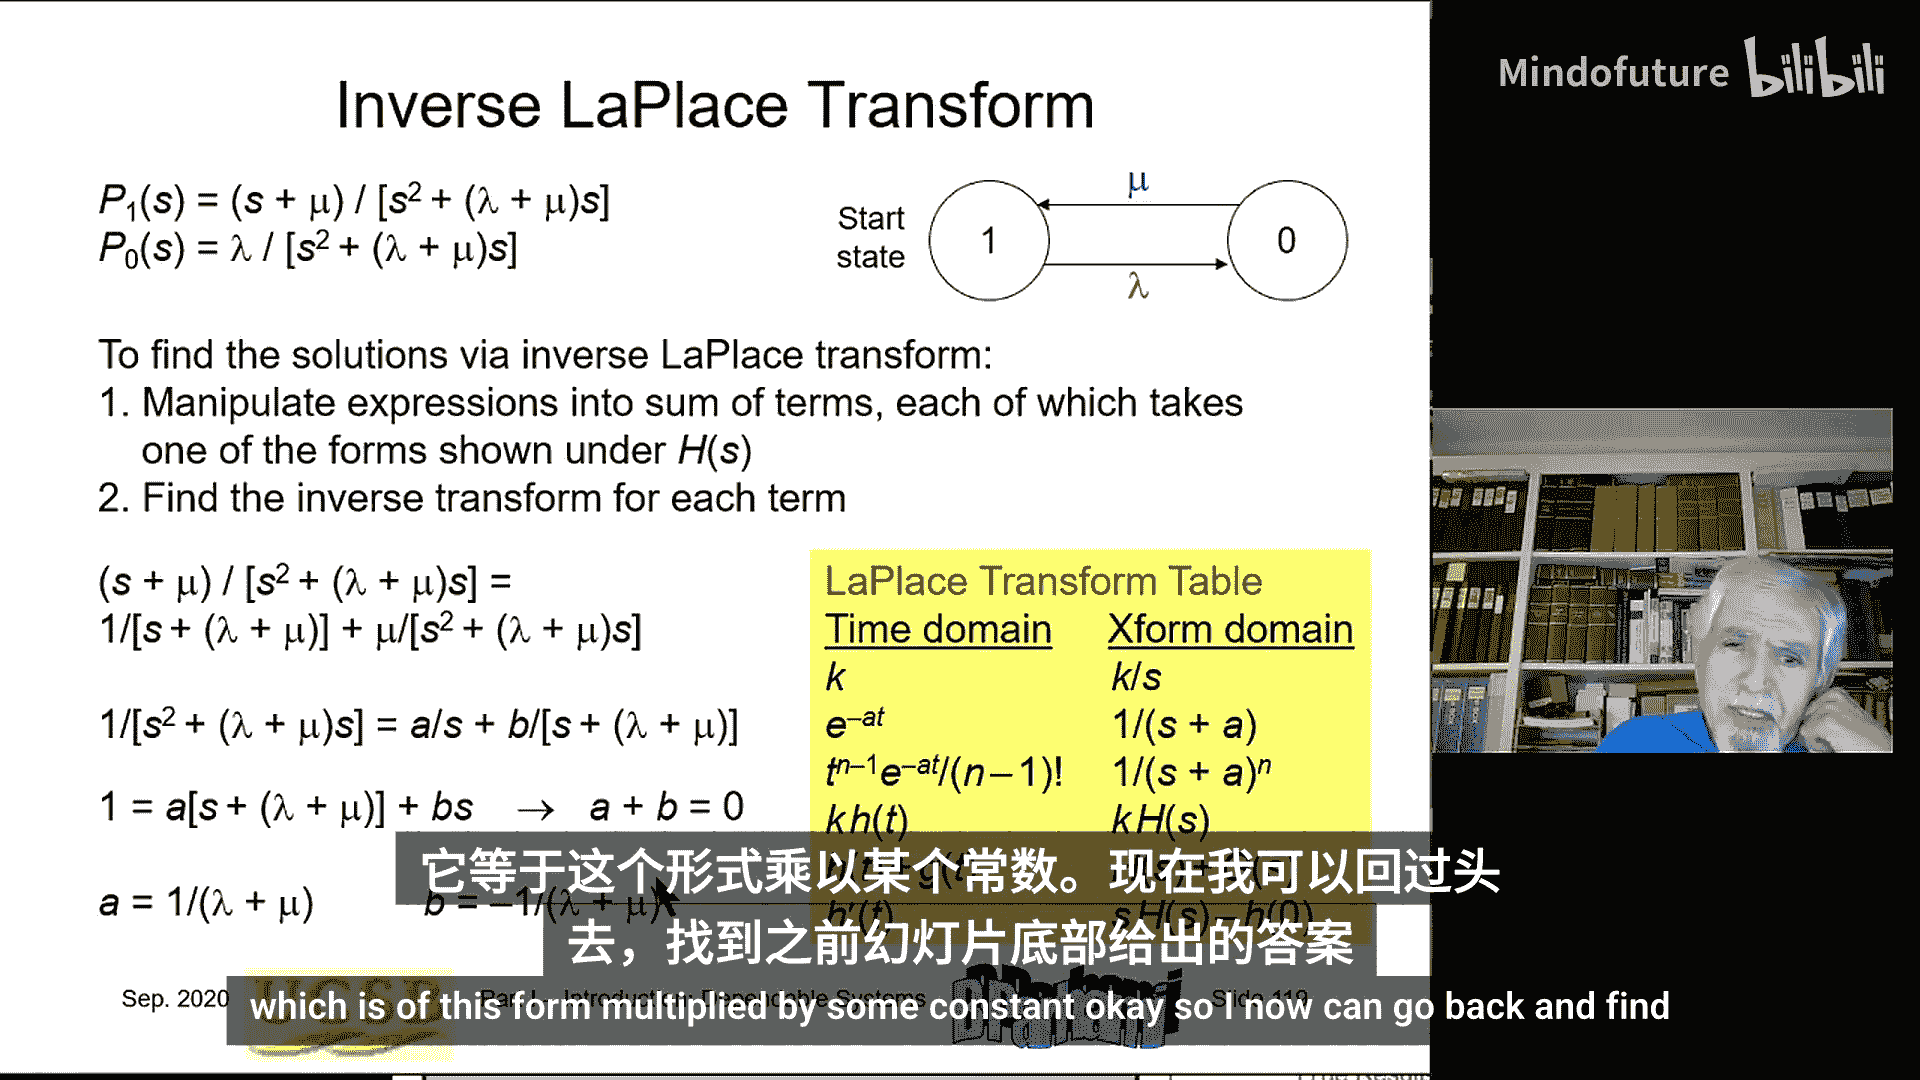 Mindofuture bilibili
Inverse LaPlace Transform
P₁(s) = (s + μ) / [s² + (λ + μ)s]
P₀(s) = λ / [s² + (λ + μ)s]
Start
state
1
μ
λ
0
To find the solutions via inverse LaPlace transform:
1. Manipulate expressions into sum of terms, each of which takes
one of the forms shown under H(s)
2. Find the inverse transform for each term
(s + μ) / [s² + (λ + μ)s] =
1/[s + (λ + μ)] + μ/[s² + (λ + μ)s]
1/[s² + (λ + μ)s] = a/s + b/[s + (λ + μ)]
1 = a[s + (λ + μ)] + bs → a + b = 0
a = 1/(λ + μ) b = –1/(λ + μ)
LaPlace Transform Table
Time domain Xform domain
k k/s
e⁻ᵃᵗ 1/(s + a)
tⁿ⁻¹e⁻ᵃᵗ/(n – 1)! 1/(s + a)ⁿ
k h(t) k H(s)
h′(t) s H(s) – h(0)
它等于这个形式乘以某个常数。现在我可以回过头
去，找到之前幻灯片底部给出的答案
Sep. 2020
Slide 119
which is of this form multiplied by some constant okay so I now can go back and find